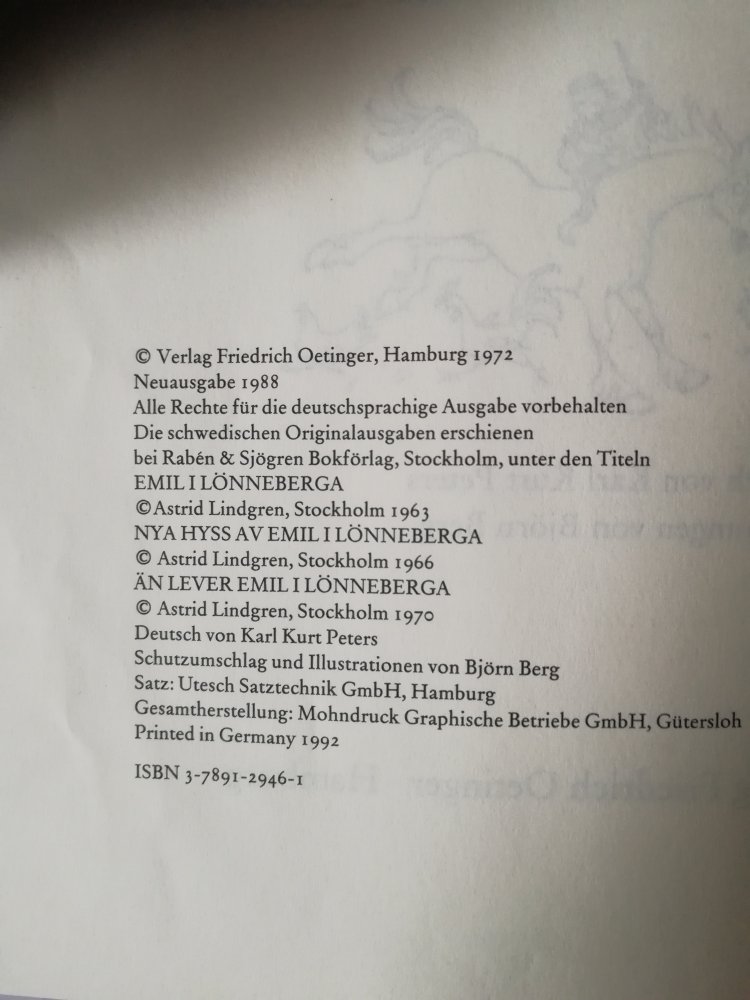 © Verlag Friedrich Oetinger, Hamburg 1972
Neuausgabe 1988
Alle Rechte für die deutschsprachige Ausgabe vorbehalten
Die schwedischen Originalausgaben erschienen
bei Rabén & Sjögren Bokförlag, Stockholm, unter den Titeln
EMIL I LÖNNEBERGA
©Astrid Lindgren, Stockholm 1963
NYA HYSS AV EMIL I LÖNNEBERGA
© Astrid Lindgren, Stockholm 1966
ÄN LEVER EMIL I LÖNNEBERGA
© Astrid Lindgren, Stockholm 1970
Deutsch von Karl Kurt Peters
Schutzumschlag und Illustrationen von Björn Berg
Satz: Utesch Satztechnik GmbH, Hamburg
Gesamtherstellung: Mohndruck Graphische Betriebe GmbH, Gütersloh
Printed in Germany 1992
ISBN 3-7891-2946-1